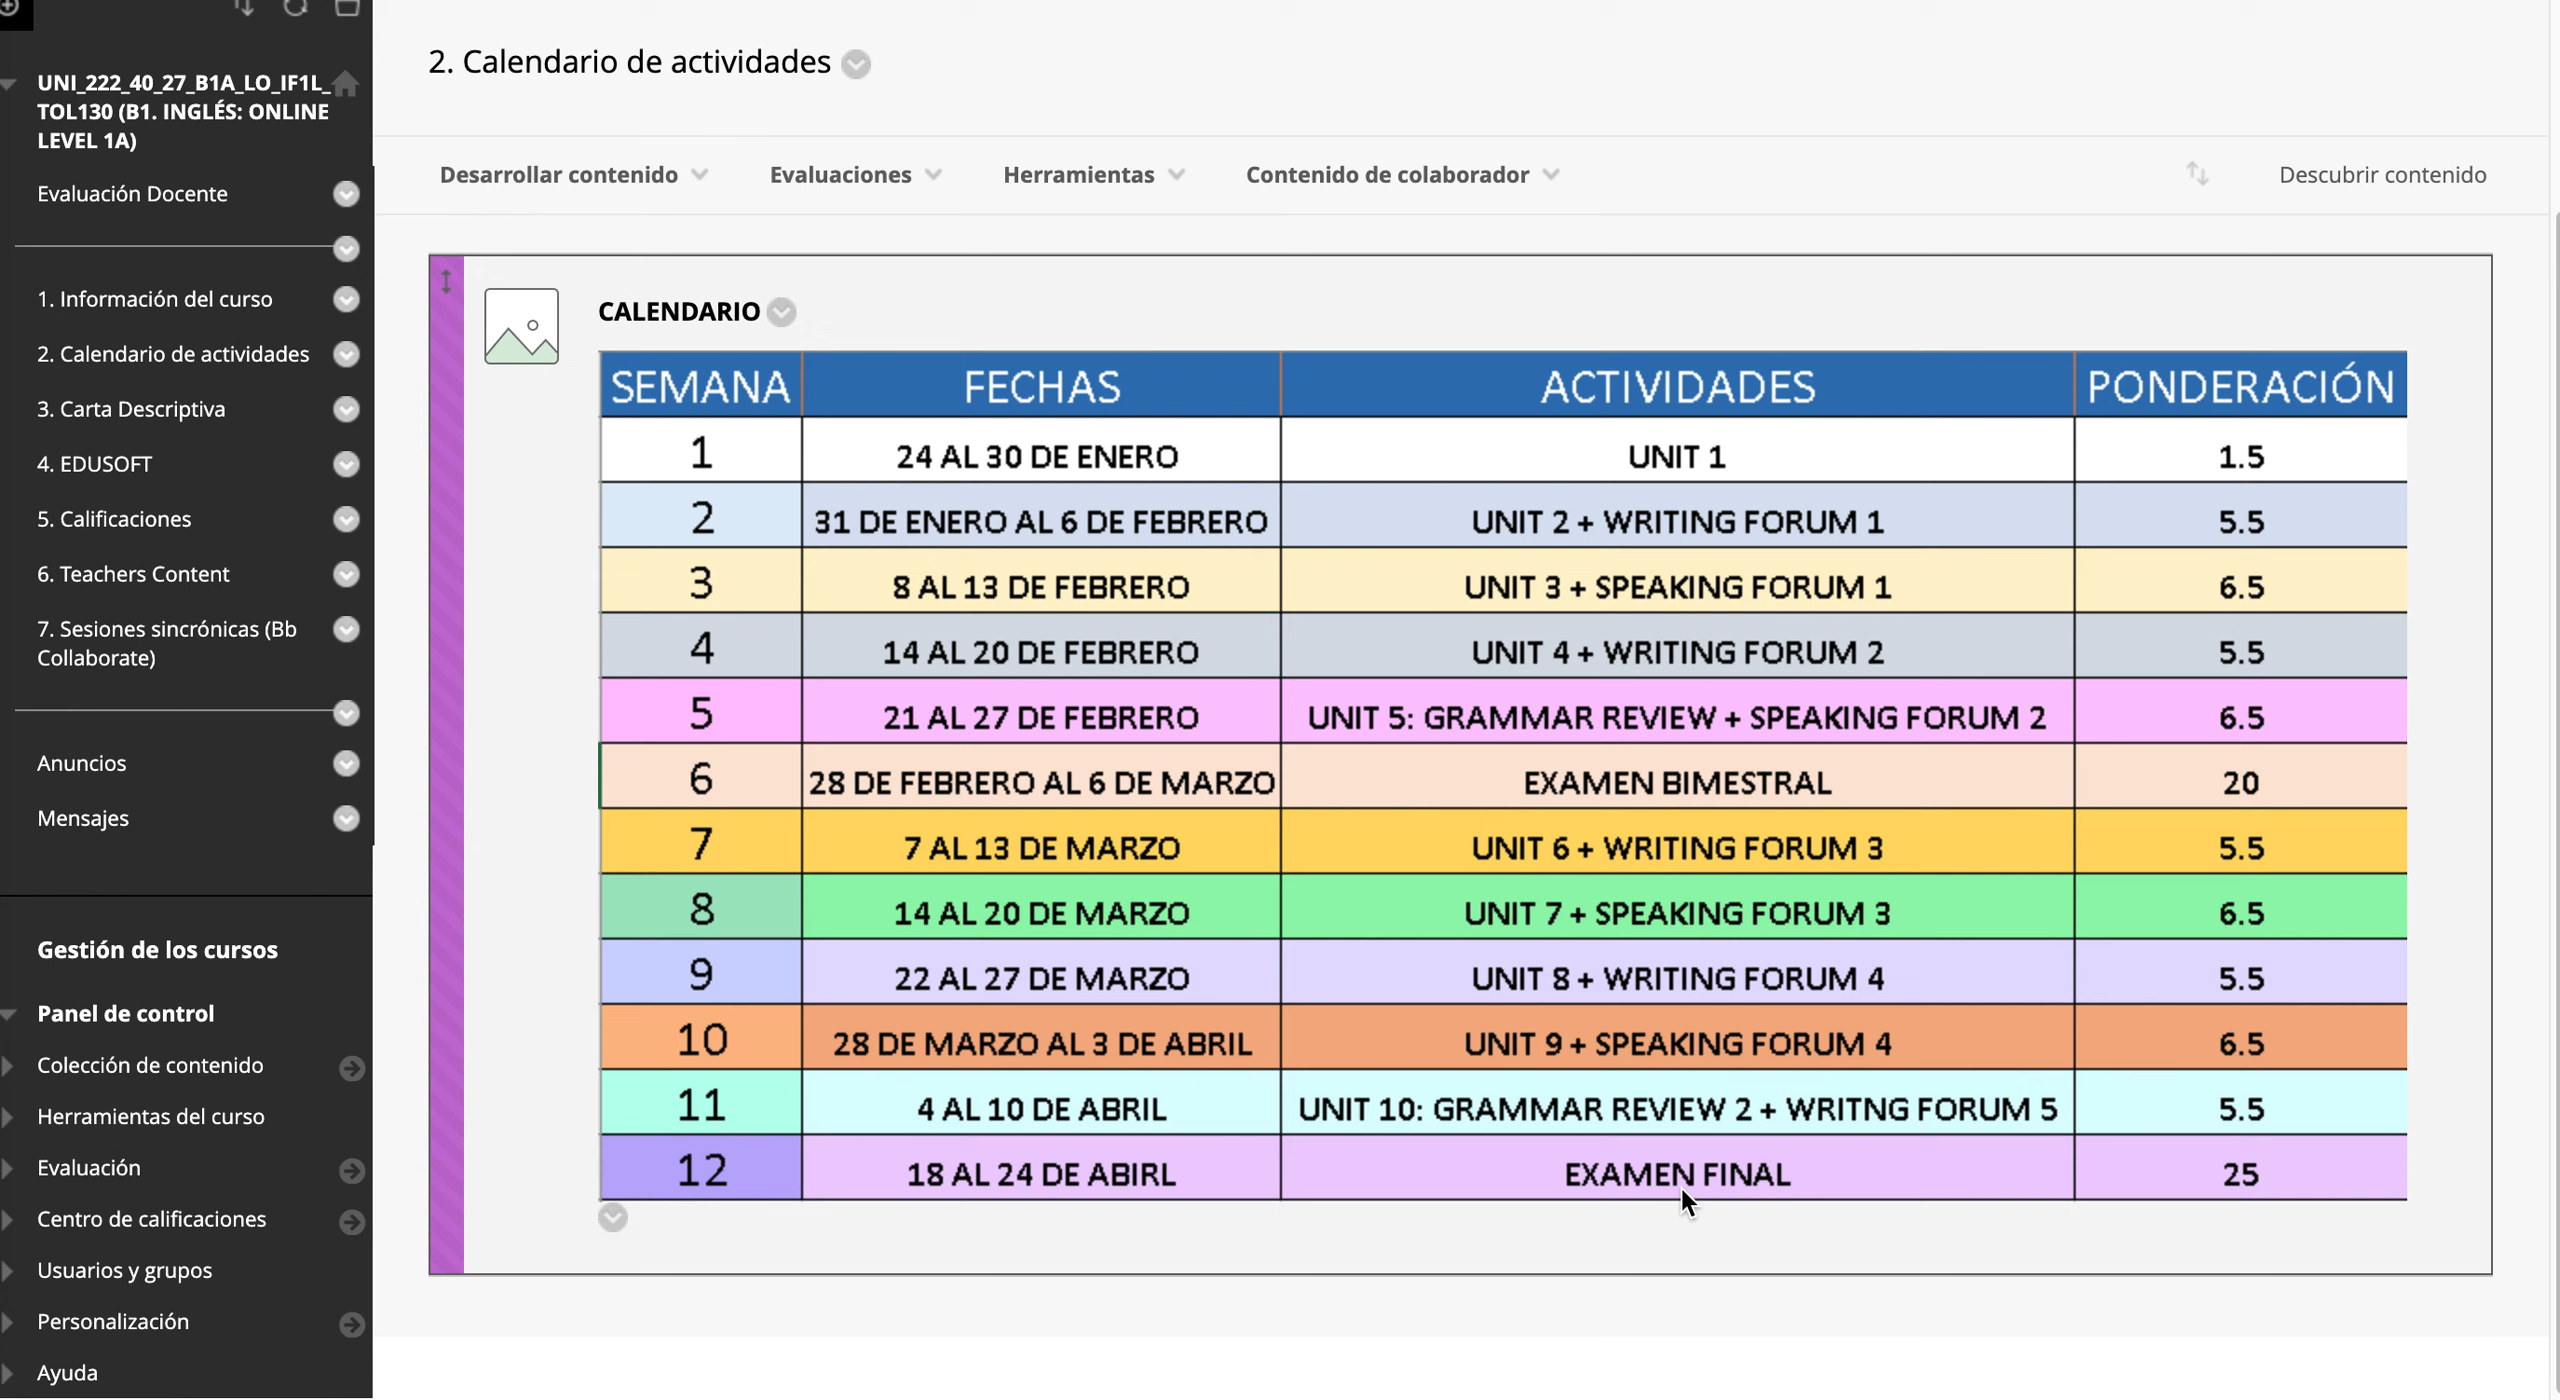 UNI_222_40_27_B1A_LO_IF1L_
TOL130 (B1. INGLÉS: ONLINE
LEVEL 1A)
Evaluación Docente
1. Información del curso
2. Calendario de actividades
3. Carta Descriptiva
4. EDUSOFT
5. Calificaciones
6. Teachers Content
7. Sesiones sincrónicas (Bb
Collaborate)
Anuncios
Mensajes
Gestión de los cursos
Panel de control
Colección de contenido
Herramientas del curso
Evaluación
Centro de calificaciones
Usuarios y grupos
Personalización
Ayuda
2. Calendario de actividades
Desarrollar contenido Evaluaciones Herramientas Contenido de colaborador Descubrir contenido
CALENDARIO
SEMANA FECHAS ACTIVIDADES PONDERACIÓN
1 24 AL 30 DE ENERO UNIT 1 1.5
2 31 DE ENERO AL 6 DE FEBRERO UNIT 2 + WRITING FORUM 1 5.5
3 8 AL 13 DE FEBRERO UNIT 3 + SPEAKING FORUM 1 6.5
4 14 AL 20 DE FEBRERO UNIT 4 + WRITING FORUM 2 5.5
5 21 AL 27 DE FEBRERO UNIT 5: GRAMMAR REVIEW + SPEAKING FORUM 2 6.5
6 28 DE FEBRERO AL 6 DE MARZO EXAMEN BIMESTRAL 20
7 7 AL 13 DE MARZO UNIT 6 + WRITING FORUM 3 5.5
8 14 AL 20 DE MARZO UNIT 7 + SPEAKING FORUM 3 6.5
9 22 AL 27 DE MARZO UNIT 8 + WRITING FORUM 4 5.5
10 28 DE MARZO AL 3 DE ABRIL UNIT 9 + SPEAKING FORUM 4 6.5
11 4 AL 10 DE ABRIL UNIT 10: GRAMMAR REVIEW 2 + WRITNG FORUM 5 5.5
12 18 AL 24 DE ABIRL EXAMEN FINAL 25